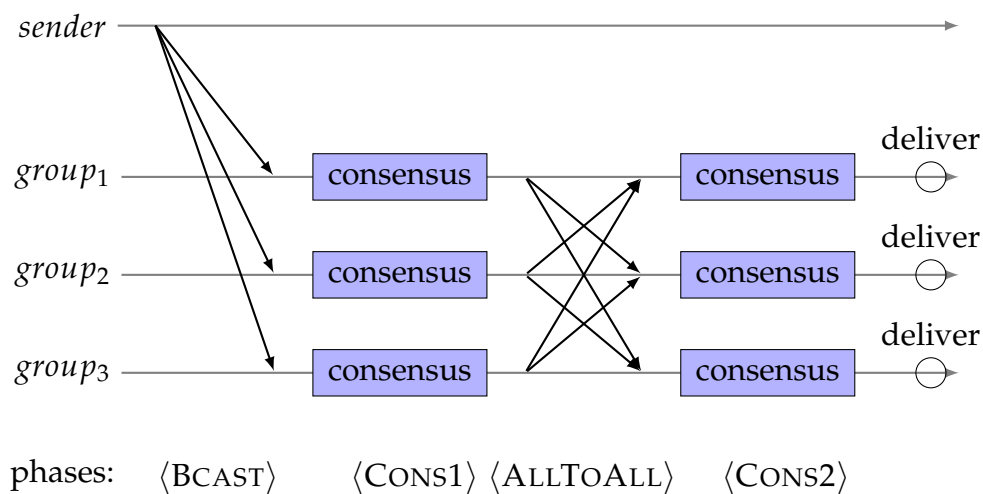 sender
deliver
group₁ consensus consensus
deliver
group₂ consensus consensus
deliver
group₃ consensus consensus
phases: ⟨BCAST⟩ ⟨CONS1⟩ ⟨ALLTOALL⟩ ⟨CONS2⟩